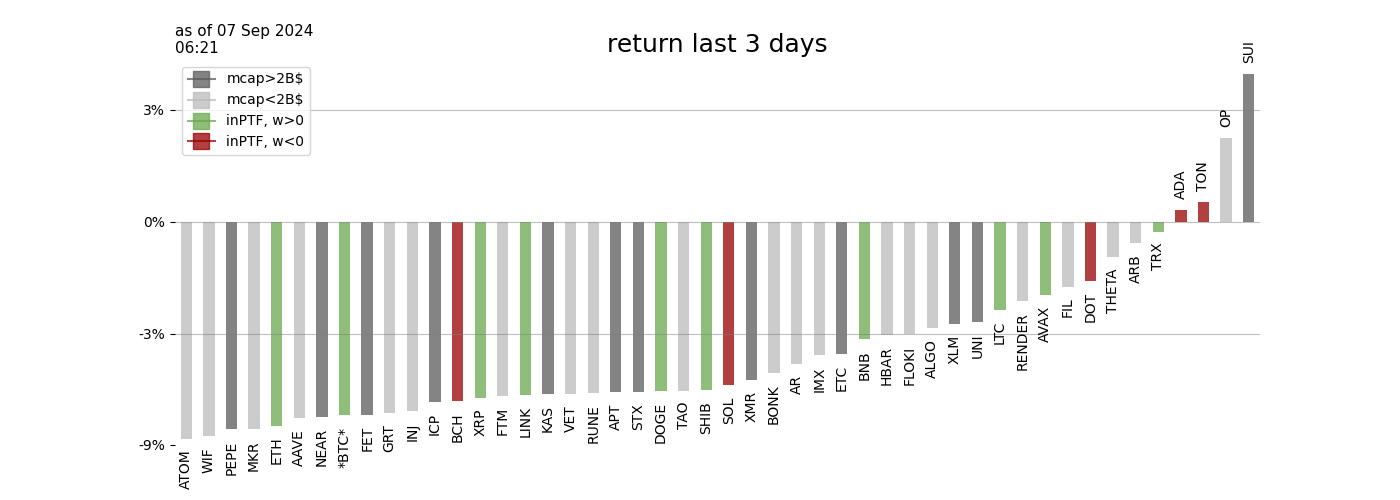 as of 07 Sep 2024
06:21
return last 3 days
mcap>2B$
mcap<2B$
inPTF, w>0
inPTF, w<0
3%
0%
-3%
-9%
ATOM
WIF
PEPE
MKR
ETH
AAVE
NEAR
*BTC*
FET
GRT
INJ
ICP
BCH
XRP
FTM
LINK
KAS
VET
RUNE
APT
STX
DOGE
TAO
SHIB
SOL
XMR
BONK
AR
IMX
ETC
BNB
HBAR
FLOKI
ALGO
XLM
UNI
LTC
RENDER
AVAX
FIL
DOT
THETA
ARB
TRX
ADA
TON
OP
SUI